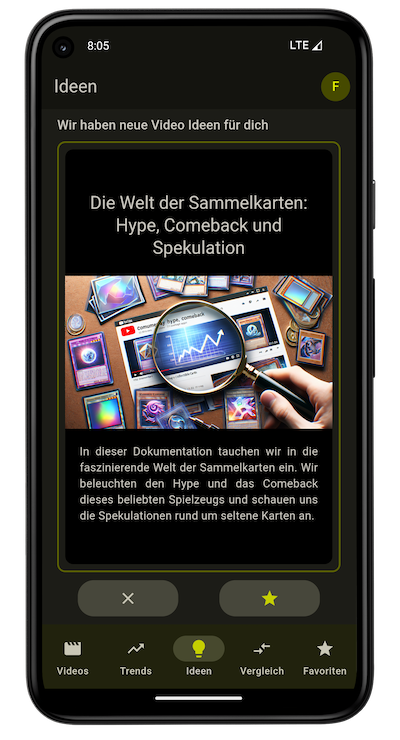 8:05
LTE
Ideen
F
Wir haben neue Video Ideen für dich
Die Welt der Sammelkarten:
Hype, Comeback und
Spekulation
hype, comeback
In dieser Dokumentation tauchen wir in die
faszinierende Welt der Sammelkarten ein. Wir
beleuchten den Hype und das Comeback
dieses beliebten Spielzeugs und schauen uns
die Spekulationen rund um seltene Karten an.
Videos
Trends
Ideen
Vergleich
Favoriten